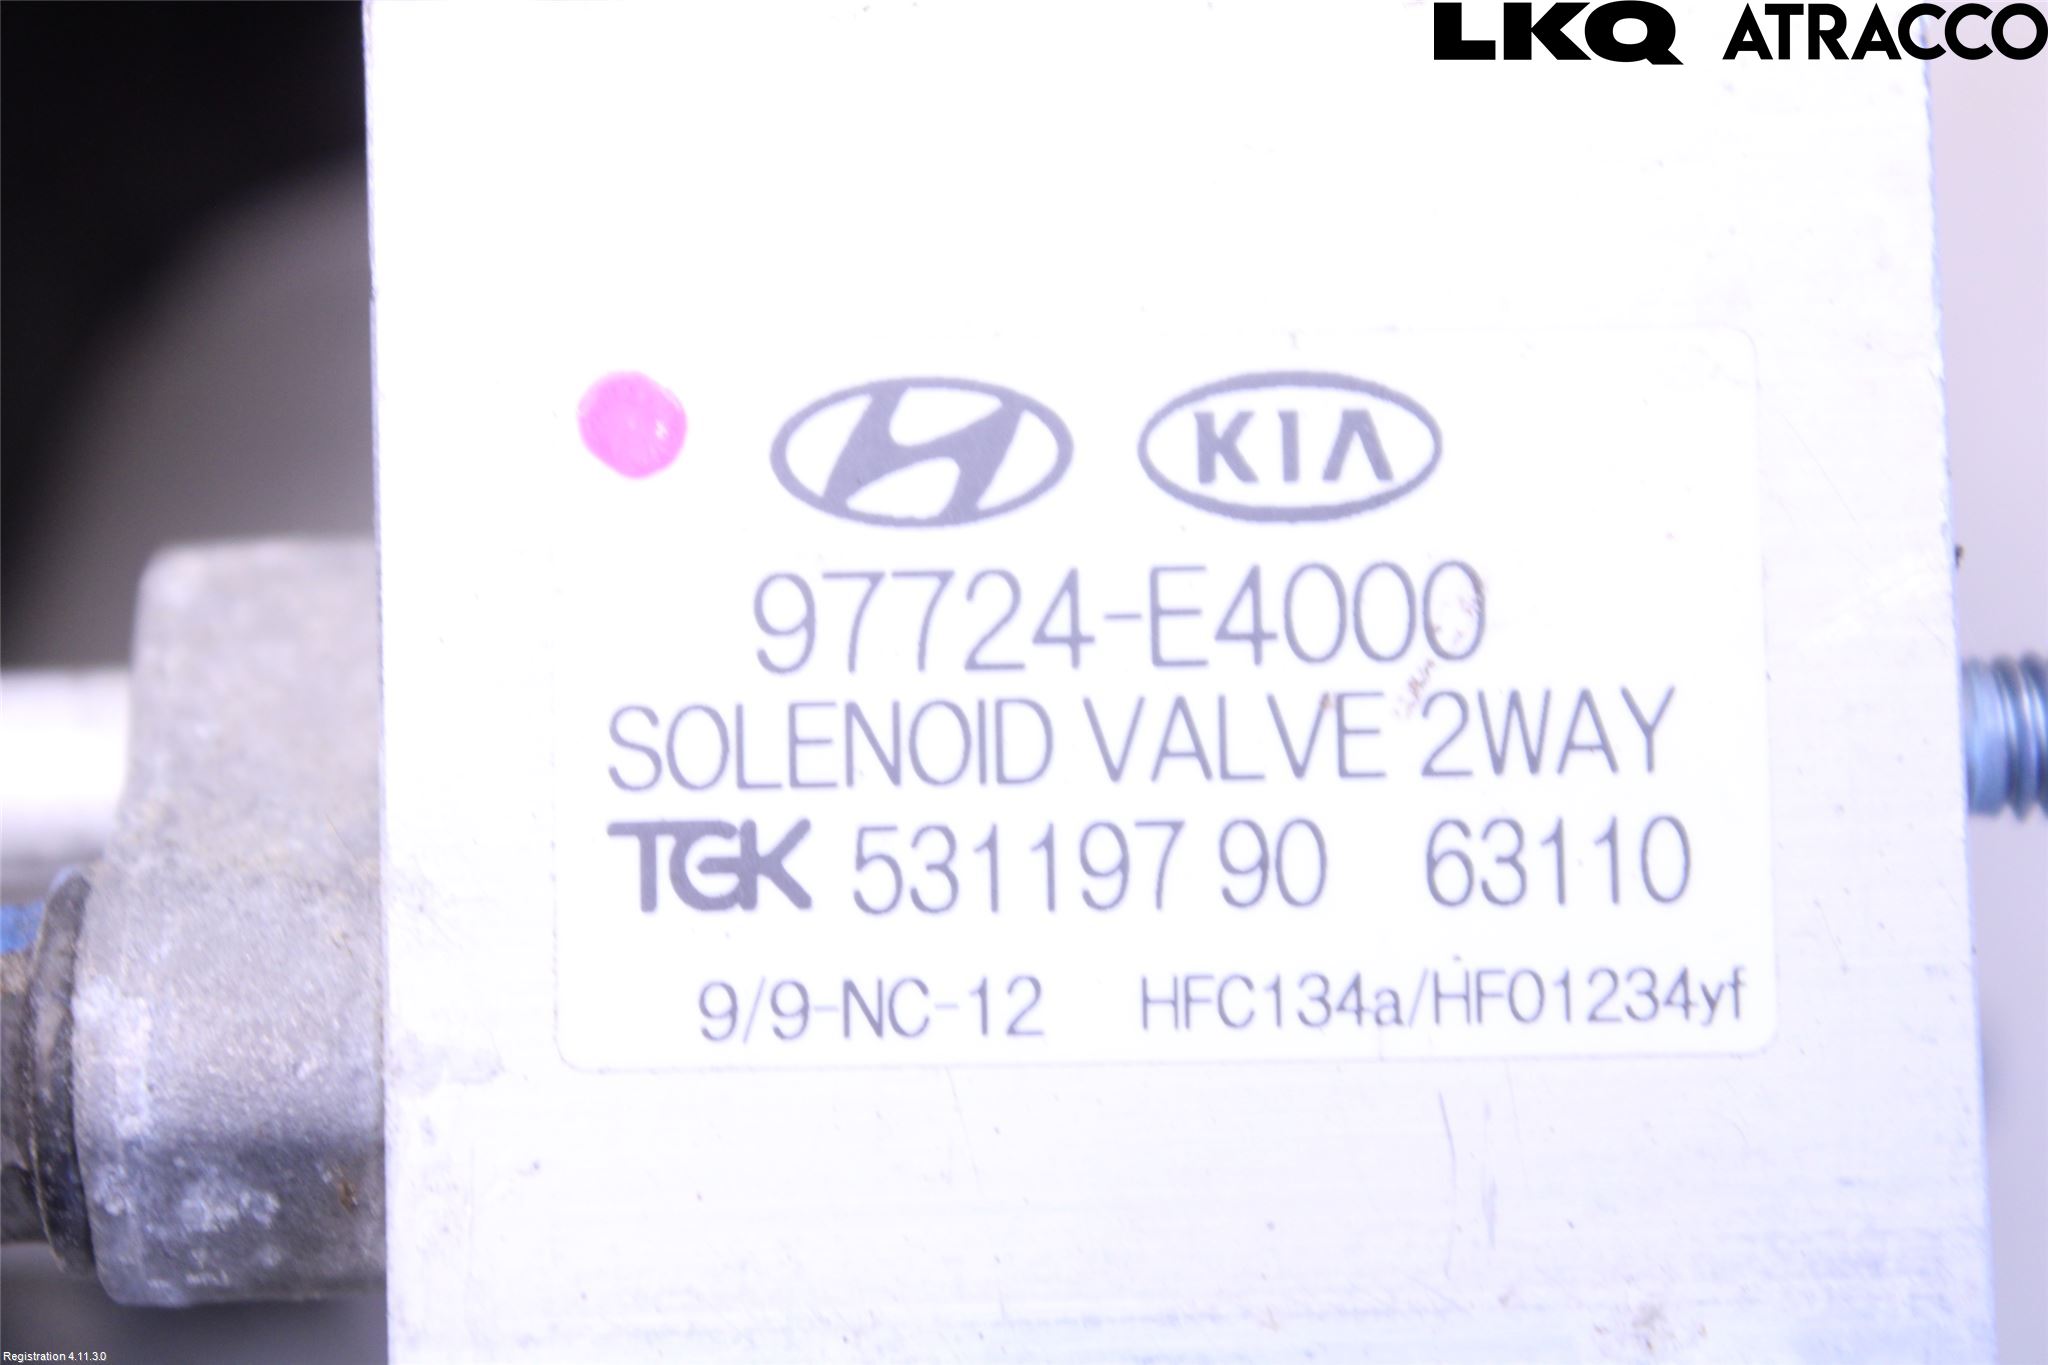 LKQ ATRACCO
KIA
97724-E4000
SOLENOID VALVE 2WAY
TGK 531197 90 63110
9/9-NC-12 HFC134a/HFO1234yf
Registration 4.11.3.0